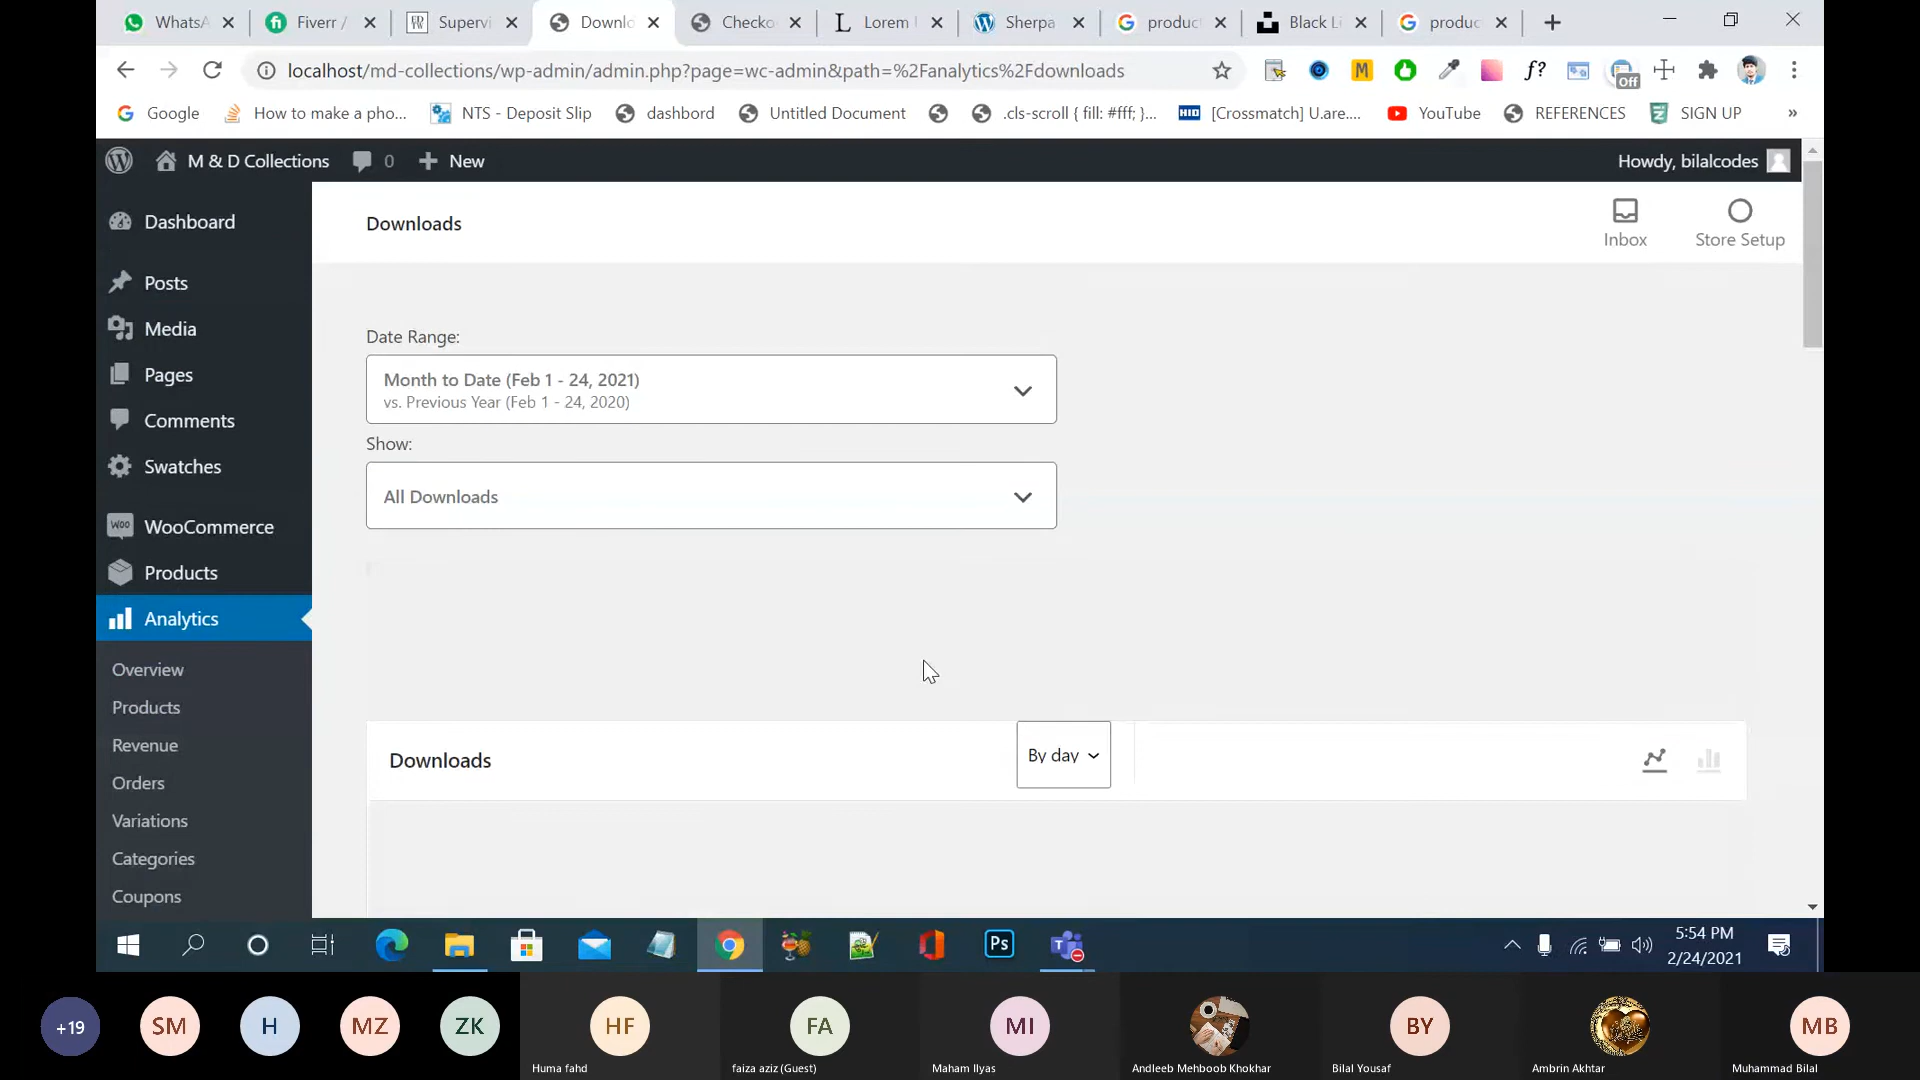 WhatsA
Fiverr /
Supervi
Downlo
Checko
Lorem
Sherpa
produc
Black Li
produc
localhost/md-collections/wp-admin/admin.php?page=wc-admin&path=%2Fanalytics%2Fdownloads
Off
Google
How to make a pho...
NTS - Deposit Slip
dashbord
Untitled Document
.cls-scroll { fill: #fff; }...
HID
[Crossmatch] U.are....
YouTube
REFERENCES
SIGN UP
»
M & D Collections
0
New
Howdy, bilalcodes
Dashboard
Posts
Media
Pages
Comments
Swatches
WooCommerce
Products
Analytics
Overview
Products
Revenue
Orders
Variations
Categories
Coupons
Downloads
Inbox
Store Setup
Date Range:
Month to Date (Feb 1 - 24, 2021)
vs. Previous Year (Feb 1 - 24, 2020)
Show:
All Downloads
Downloads
By day
Ps
5:54 PM
2/24/2021
+19
SM
H
MZ
ZK
HF
FA
MI
BY
MB
Huma fahd
faiza aziz (Guest)
Maham Ilyas
Andleeb Mehboob Khokhar
Bilal Yousaf
Ambrin Akhtar
Muhammad Bilal